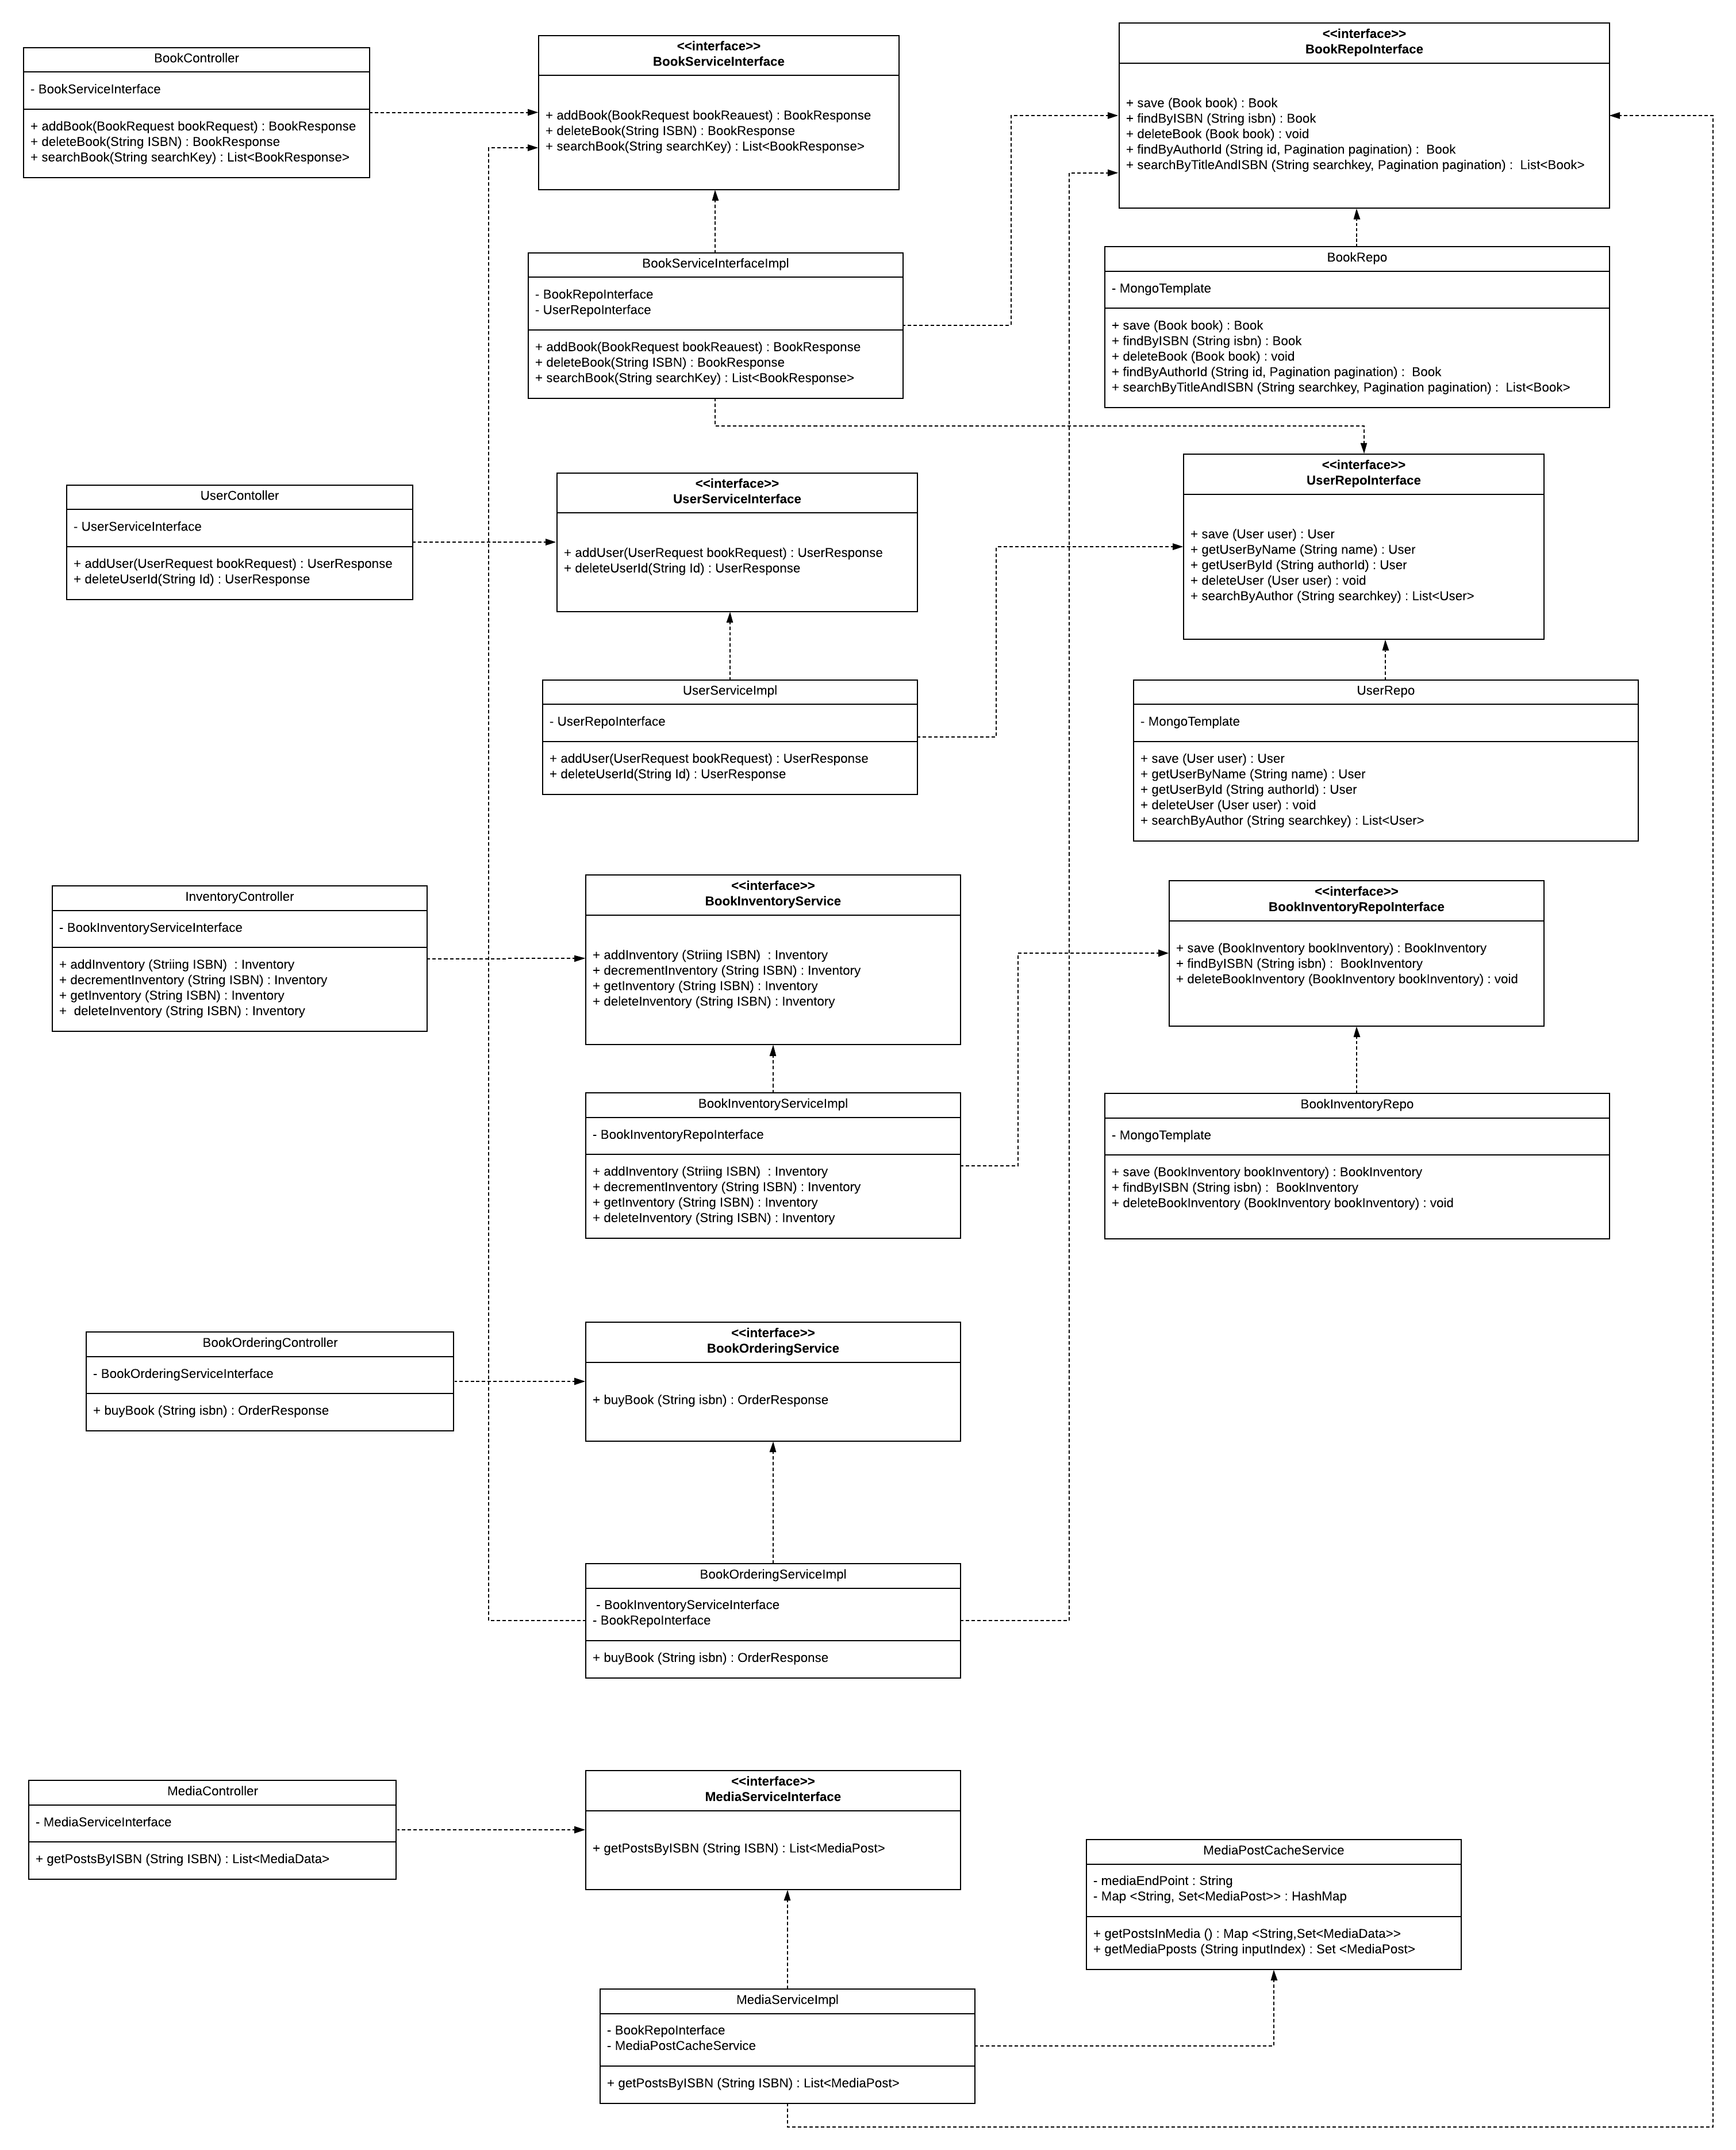 BookController
- BookServiceInterface
+ addBook(BookRequest bookRequest) : BookResponse
+ deleteBook(String ISBN) : BookResponse
+ searchBook(String searchKey) : List<BookResponse>
<<interface>>
BookServiceInterface
+ addBook(BookRequest bookReauest) : BookResponse
+ deleteBook(String ISBN) : BookResponse
+ searchBook(String searchKey) : List<BookResponse>
<<interface>>
BookRepoInterface
+ save (Book book) : Book
+ findByISBN (String isbn) : Book
+ deleteBook (Book book) : void
+ findByAuthorId (String id, Pagination pagination) : Book
+ searchByTitleAndISBN (String searchkey, Pagination pagination) : List<Book>
BookServiceInterfaceImpl
- BookRepoInterface
- UserRepoInterface
+ addBook(BookRequest bookReauest) : BookResponse
+ deleteBook(String ISBN) : BookResponse
+ searchBook(String searchKey) : List<BookResponse>
BookRepo
- MongoTemplate
+ save (Book book) : Book
+ findByISBN (String isbn) : Book
+ deleteBook (Book book) : void
+ findByAuthorId (String id, Pagination pagination) : Book
+ searchByTitleAndISBN (String searchkey, Pagination pagination) : List<Book>
UserContoller
- UserServiceInterface
+ addUser(UserRequest bookRequest) : UserResponse
+ deleteUserId(String Id) : UserResponse
<<interface>>
UserServiceInterface
+ addUser(UserRequest bookRequest) : UserResponse
+ deleteUserId(String Id) : UserResponse
<<interface>>
UserRepoInterface
+ save (User user) : User
+ getUserByName (String name) : User
+ getUserById (String authorId) : User
+ deleteUser (User user) : void
+ searchByAuthor (String searchkey) : List<User>
UserServiceImpl
- UserRepoInterface
+ addUser(UserRequest bookRequest) : UserResponse
+ deleteUserId(String Id) : UserResponse
UserRepo
- MongoTemplate
+ save (User user) : User
+ getUserByName (String name) : User
+ getUserById (String authorId) : User
+ deleteUser (User user) : void
+ searchByAuthor (String searchkey) : List<User>
InventoryController
- BookInventoryServiceInterface
+ addInventory (Striing ISBN) : Inventory
+ decrementInventory (String ISBN) : Inventory
+ getInventory (String ISBN) : Inventory
+ deleteInventory (String ISBN) : Inventory
<<interface>>
BookInventoryService
+ addInventory (Striing ISBN) : Inventory
+ decrementInventory (String ISBN) : Inventory
+ getInventory (String ISBN) : Inventory
+ deleteInventory (String ISBN) : Inventory
<<interface>>
BookInventoryRepoInterface
+ save (BookInventory bookInventory) : BookInventory
+ findByISBN (String isbn) : BookInventory
+ deleteBookInventory (BookInventory bookInventory) : void
BookInventoryServiceImpl
- BookInventoryRepoInterface
+ addInventory (Striing ISBN) : Inventory
+ decrementInventory (String ISBN) : Inventory
+ getInventory (String ISBN) : Inventory
+ deleteInventory (String ISBN) : Inventory
BookInventoryRepo
- MongoTemplate
+ save (BookInventory bookInventory) : BookInventory
+ findByISBN (String isbn) : BookInventory
+ deleteBookInventory (BookInventory bookInventory) : void
BookOrderingController
- BookOrderingServiceInterface
+ buyBook (String isbn) : OrderResponse
<<interface>>
BookOrderingService
+ buyBook (String isbn) : OrderResponse
BookOrderingServiceImpl
- BookInventoryServiceInterface
- BookRepoInterface
+ buyBook (String isbn) : OrderResponse
MediaController
- MediaServiceInterface
+ getPostsByISBN (String ISBN) : List<MediaData>
<<interface>>
MediaServiceInterface
+ getPostsByISBN (String ISBN) : List<MediaPost>
MediaPostCacheService
- mediaEndPoint : String
- Map <String, Set<MediaPost>> : HashMap
+ getPostsInMedia () : Map <String,Set<MediaData>>
+ getMediaPposts (String inputIndex) : Set <MediaPost>
MediaServiceImpl
- BookRepoInterface
- MediaPostCacheService
+ getPostsByISBN (String ISBN) : List<MediaPost>